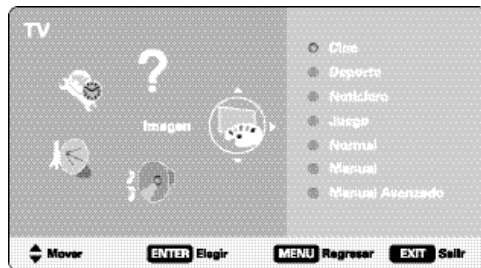 TV
?
Imagen
Cine
Deporte
Noticiero
Juego
Normal
Manual
Manual Avanzado
Mover ENTER Elegir MENU Regresar EXIT Salir